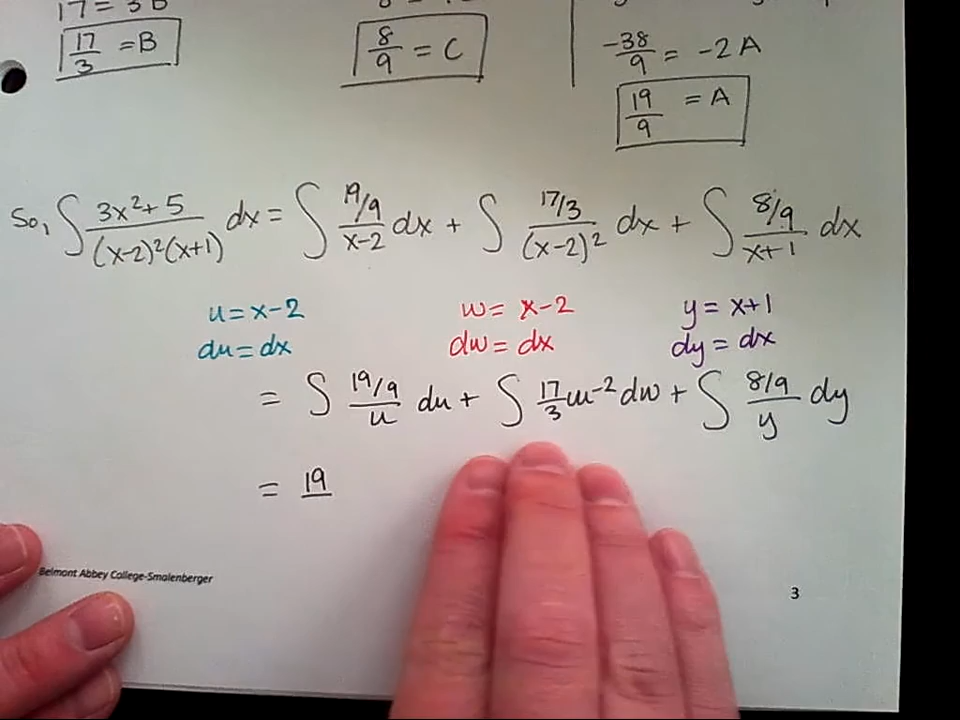 17 = 3B
17/3 = B
8/9 = C
-38/9 = -2A
19/9 = A
So, ∫ (3x²+5)/((x-2)²(x+1)) dx = ∫ (19/9)/(x-2) dx + ∫ (17/3)/((x-2)²) dx + ∫ (8/9)/(x+1) dx
u = x-2 w = x-2 y = x+1
du = dx dw = dx dy = dx
= ∫ (19/9)/u du + ∫ 17/3 w⁻² dw + ∫ (8/9)/y dy
= 19
Belmont Abbey College-Smalenberger
3